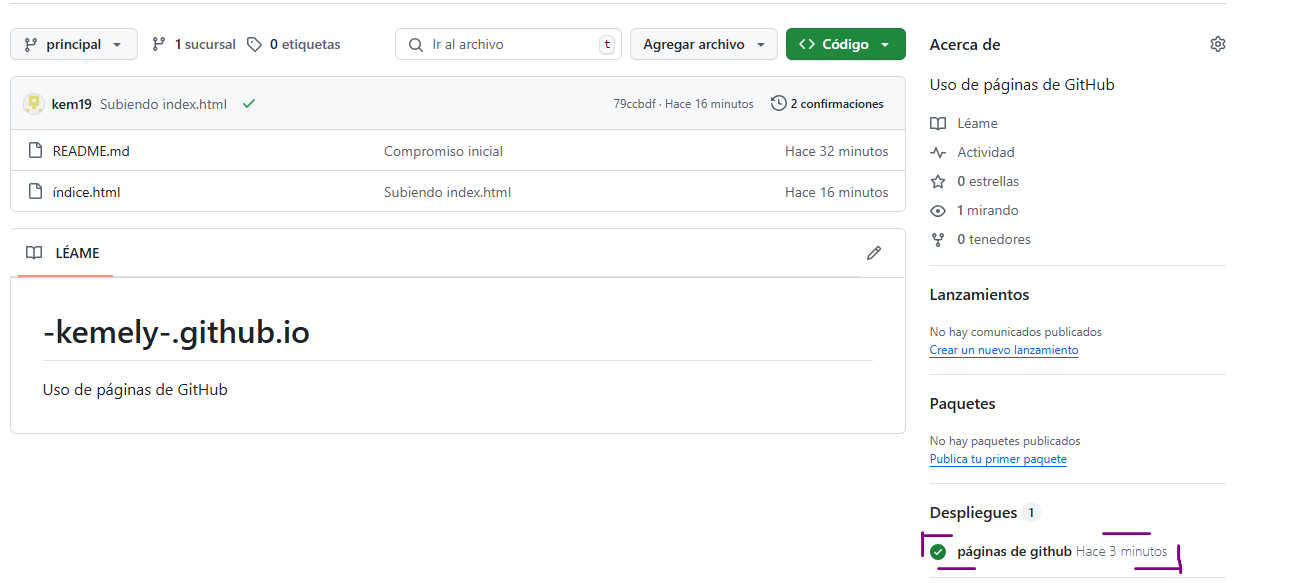 principal
1 sucursal
0 etiquetas
Ir al archivo
t
Agregar archivo
Código
kem19 Subiendo index.html
79ccbdf · Hace 16 minutos
2 confirmaciones
README.md Compromiso inicial Hace 32 minutos
índice.html Subiendo index.html Hace 16 minutos
LÉAME
-kemely-.github.io
Uso de páginas de GitHub
Acerca de
Uso de páginas de GitHub
Léame
Actividad
0 estrellas
1 mirando
0 tenedores
Lanzamientos
No hay comunicados publicados
Crear un nuevo lanzamiento
Paquetes
No hay paquetes publicados
Publica tu primer paquete
Despliegues 1
páginas de github Hace 3 minutos